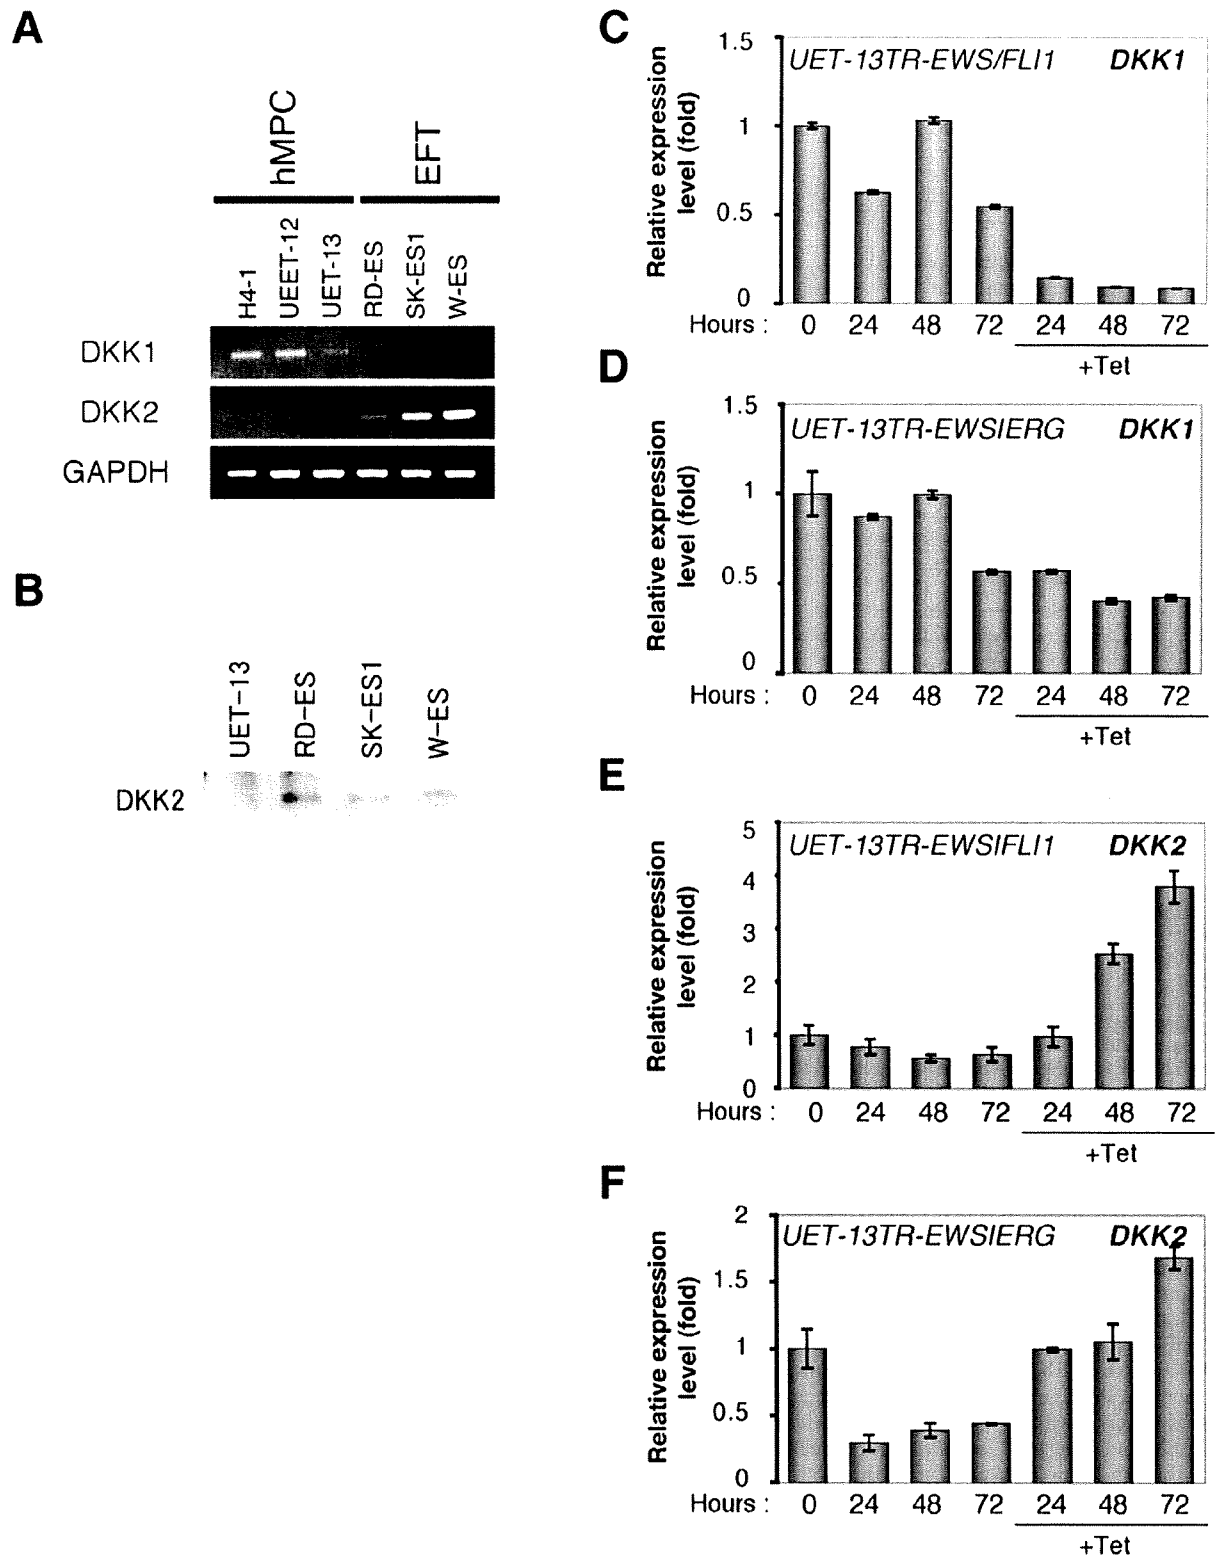 A
hMPC
EFT
H4-1
UEET-12
UET-13
RD-ES
SK-ES1
W-ES
DKK1
DKK2
GAPDH
B
UET-13
RD-ES
SK-ES1
W-ES
DKK2
C
Relative expression
level (fold)
1.5
1
0.5
0
UET-13TR-EWS/FLI1 DKK1
Hours : 0 24 48 72 24 48 72
+Tet
D
Relative expression
level (fold)
1.5
1
0.5
0
UET-13TR-EWSIERG DKK1
Hours : 0 24 48 72 24 48 72
+Tet
E
Relative expression
level (fold)
5
4
3
2
1
0
UET-13TR-EWSIFLI1 DKK2
Hours : 0 24 48 72 24 48 72
+Tet
F
Relative expression
level (fold)
2
1.5
1
0.5
0
UET-13TR-EWSIERG DKK2
Hours : 0 24 48 72 24 48 72
+Tet